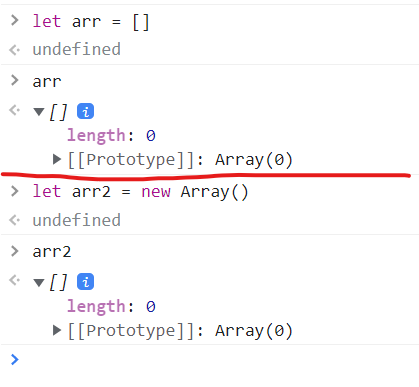 > let arr = []
<· undefined
> arr
<· ▼[] i
length: 0
▶[[Prototype]]: Array(0)
> let arr2 = new Array()
<· undefined
> arr2
<· ▼[] i
length: 0
▶[[Prototype]]: Array(0)
>